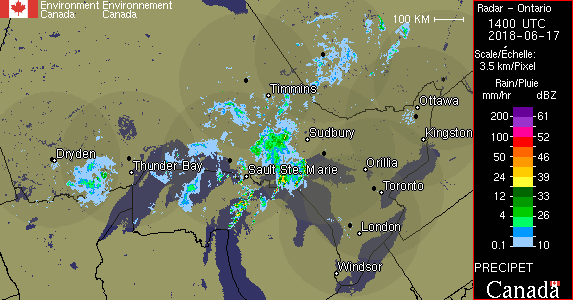 Environment Environnement
Canada Canada
100 KM
Timmins
Ottawa
Sudbury
Kingston
Dryden
Thunder Bay
Sault Ste. Marie
Orillia
Toronto
London
Windsor
Radar - Ontario
1400 UTC
2018-06-17
Scale/Échelle:
3.5 km/Pixel
Rain/Pluie
mm/hr dBZ
200 61
100 52
50 46
24 39
12 33
4 26
0.1 10
PRECIPET
Canada